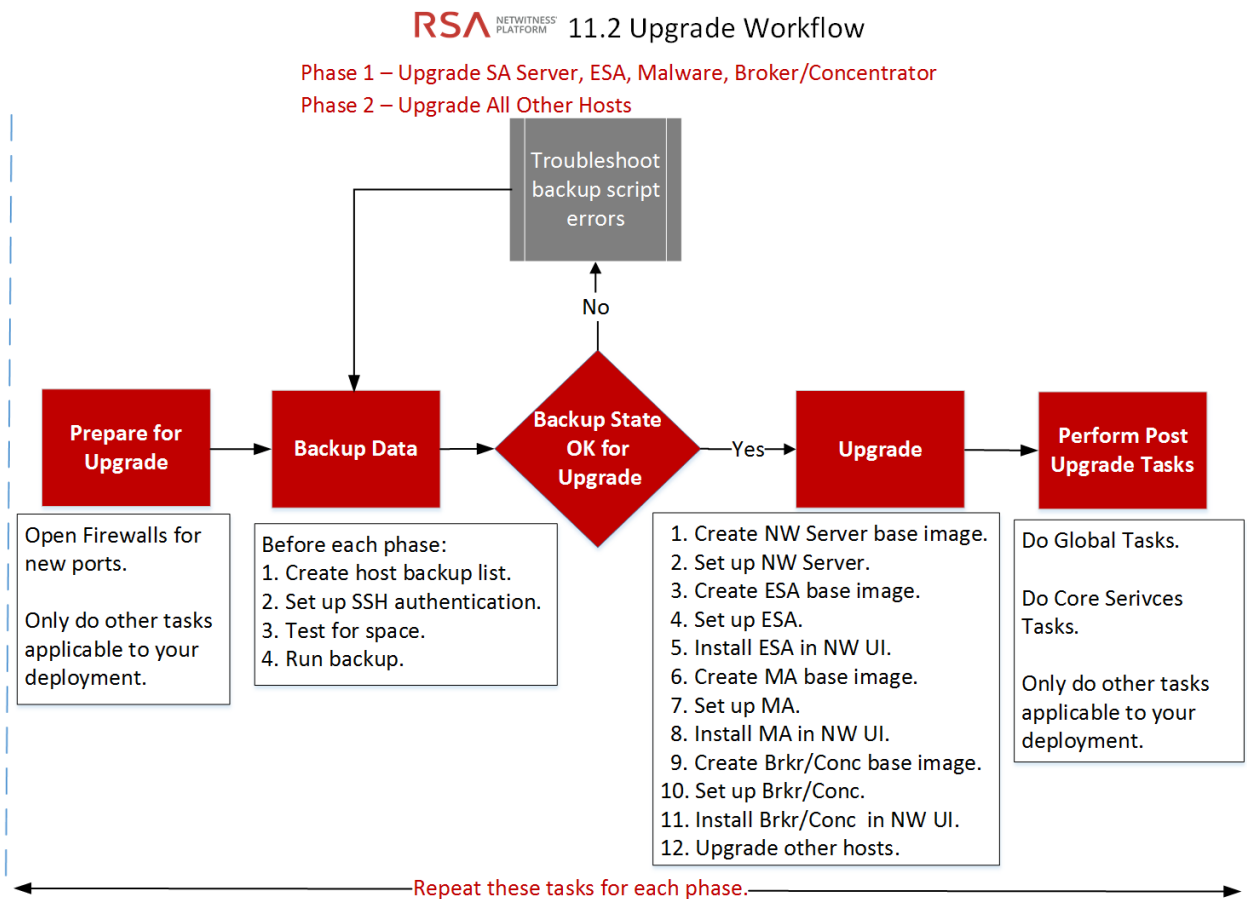 RSA NETWITNESS' PLATFORM 11.2 Upgrade Workflow
Phase 1 – Upgrade SA Server, ESA, Malware, Broker/Concentrator
Phase 2 – Upgrade All Other Hosts
Troubleshoot
backup script
errors
No
Prepare for
Upgrade
Backup Data
Backup State
OK for
Upgrade
Yes
Upgrade
Perform Post
Upgrade Tasks
Open Firewalls for
new ports.
Only do other tasks
applicable to your
deployment.
Before each phase:
1. Create host backup list.
2. Set up SSH authentication.
3. Test for space.
4. Run backup.
1. Create NW Server base image.
2. Set up NW Server.
3. Create ESA base image.
4. Set up ESA.
5. Install ESA in NW UI.
6. Create MA base image.
7. Set up MA.
8. Install MA in NW UI.
9. Create Brkr/Conc base image.
10. Set up Brkr/Conc.
11. Install Brkr/Conc in NW UI.
12. Upgrade other hosts.
Do Global Tasks.
Do Core Serivces
Tasks.
Only do other tasks
applicable to your
deployment.
Repeat these tasks for each phase.